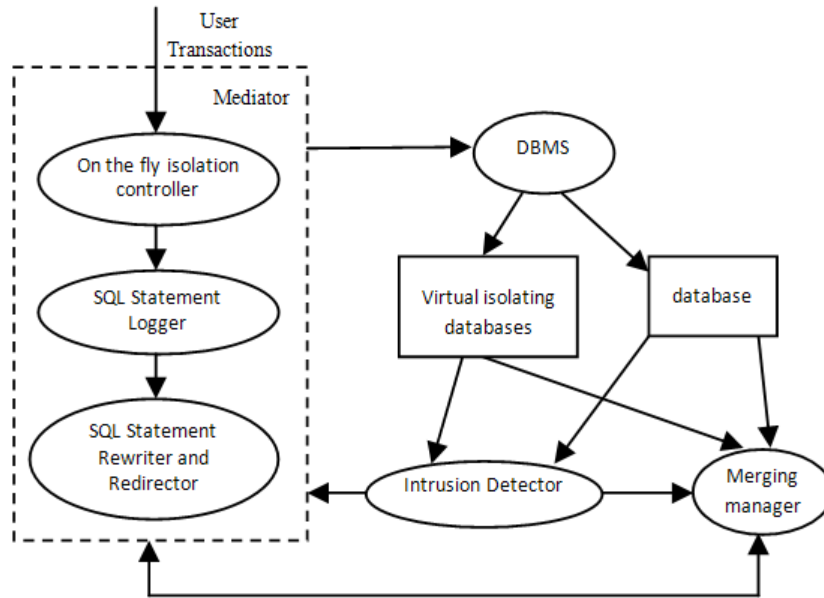 User
Transactions
Mediator
On the fly isolation
controller
SQL Statement
Logger
SQL Statement
Rewriter and
Redirector
DBMS
Virtual isolating
databases
database
Intrusion Detector
Merging
manager